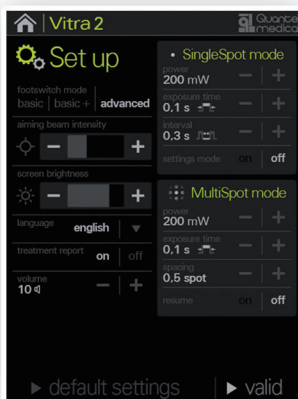 Vitra 2
Quantel medical
Set up
footswitch mode
basic | basic + | advanced
aiming beam intensity
− +
screen brightness
− +
language english
treatment report on off
volume
10 − +
• SingleSpot mode
power
200 mW − +
exposure time
0,1 s − +
interval
0,3 s − +
settings mode on off
MultiSpot mode
power
200 mW − +
exposure time
0,1 s − +
spacing
0,5 spot − +
resume on off
default settings
valid